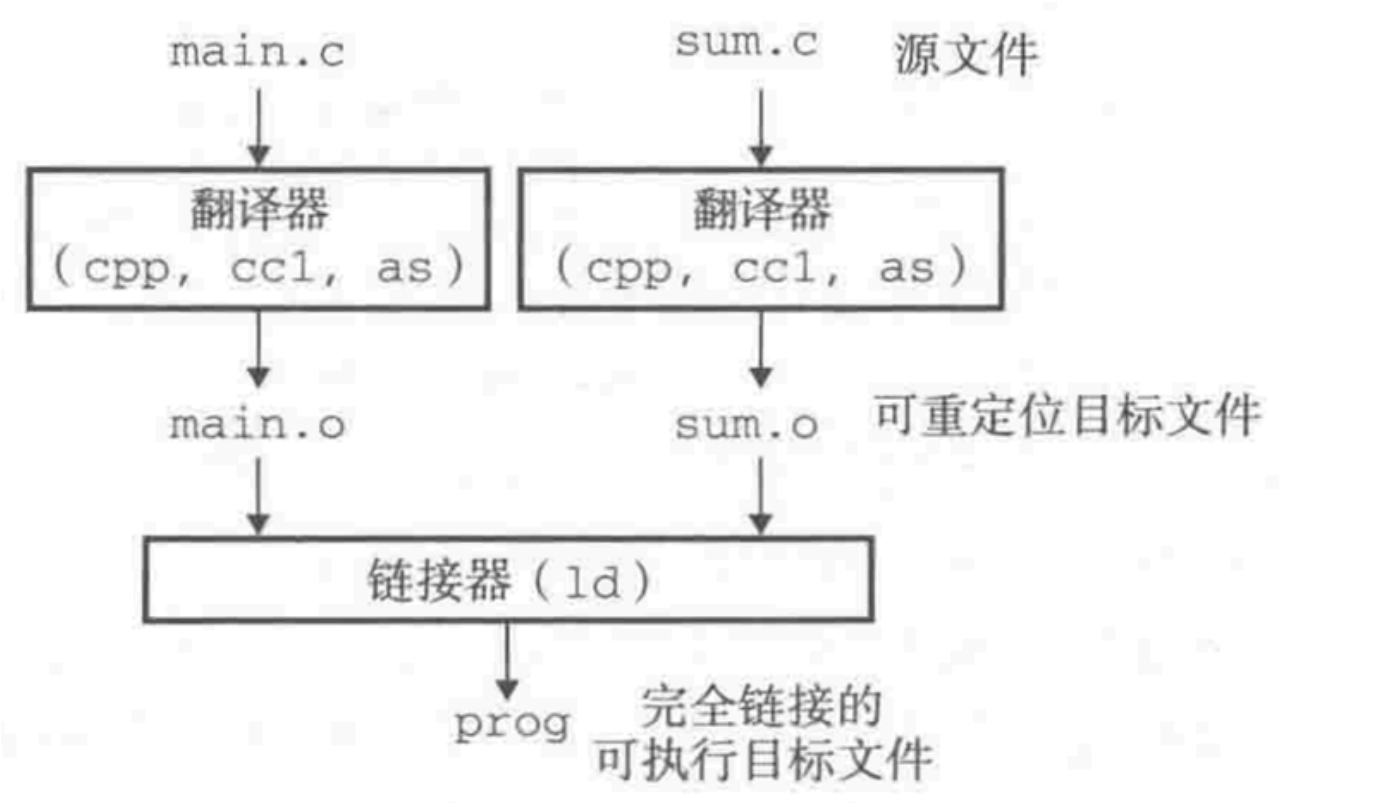 main.c sum.c 源文件
翻译器 翻译器
(cpp, cc1, as) (cpp, cc1, as)
main.o sum.o 可重定位目标文件
链接器(ld)
prog 完全链接的
可执行目标文件